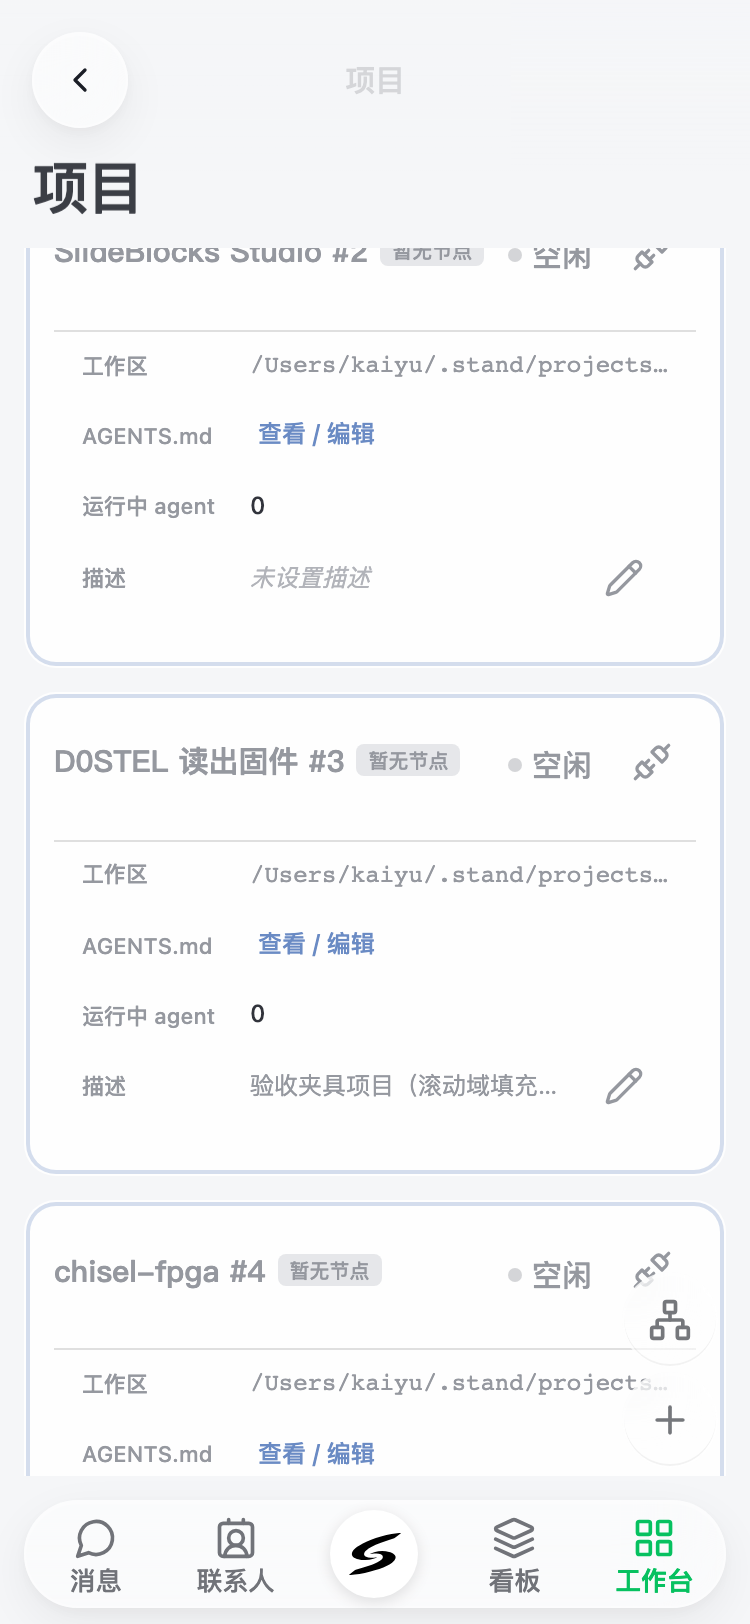 项目
项目
SlideBlocks Studio #2 暂无节点 空闲
工作区 /Users/kaiyu/.stand/projects…
AGENTS.md 查看 / 编辑
运行中 agent 0
描述 未设置描述
D0STEL 读出固件 #3 暂无节点 空闲
工作区 /Users/kaiyu/.stand/projects…
AGENTS.md 查看 / 编辑
运行中 agent 0
描述 验收夹具项目（滚动域填充...
chisel-fpga #4 暂无节点 空闲
工作区 /Users/kaiyu/.stand/projects…
AGENTS.md 查看 / 编辑
消息 联系人 看板 工作台